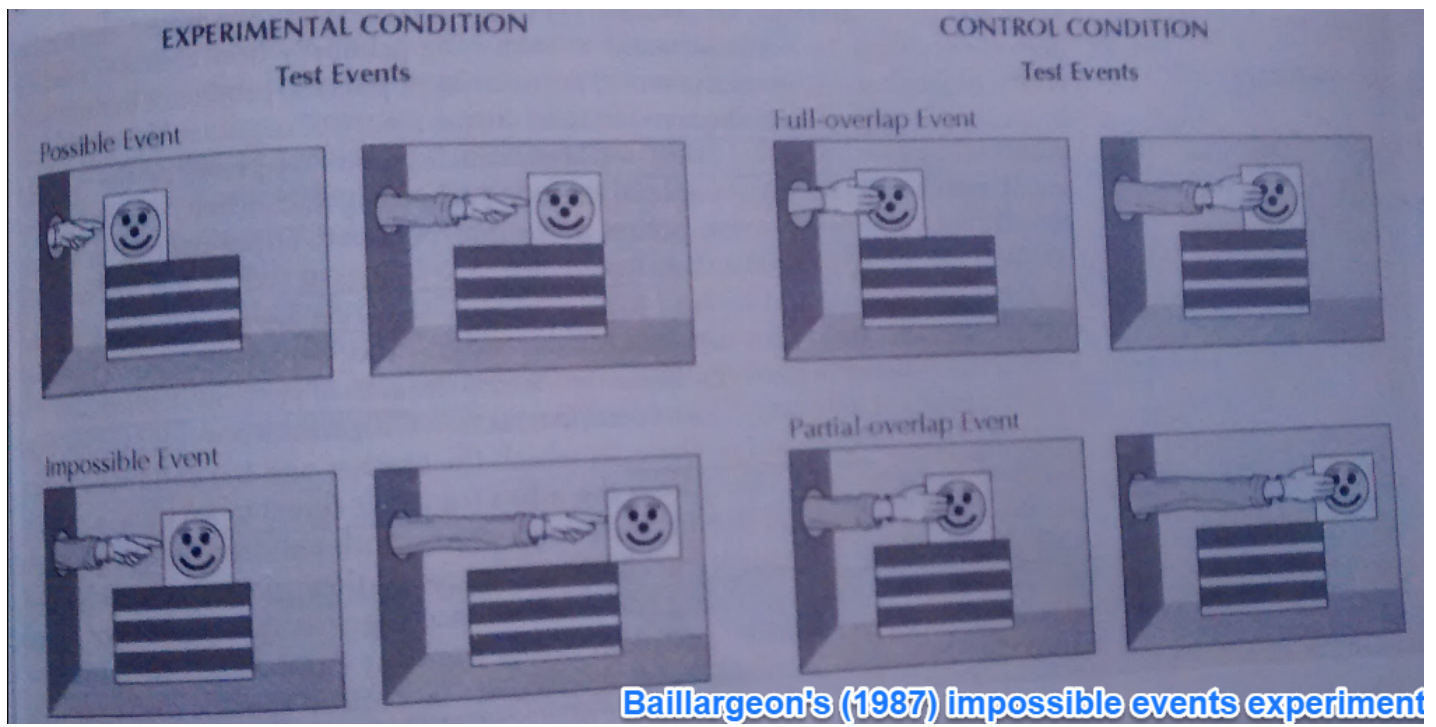 EXPERIMENTAL CONDITION
Test Events
Possible Event
Impossible Event
CONTROL CONDITION
Test Events
Full-overlap Event
Partial-overlap Event
Baillargeon's (1987) impossible events experiment